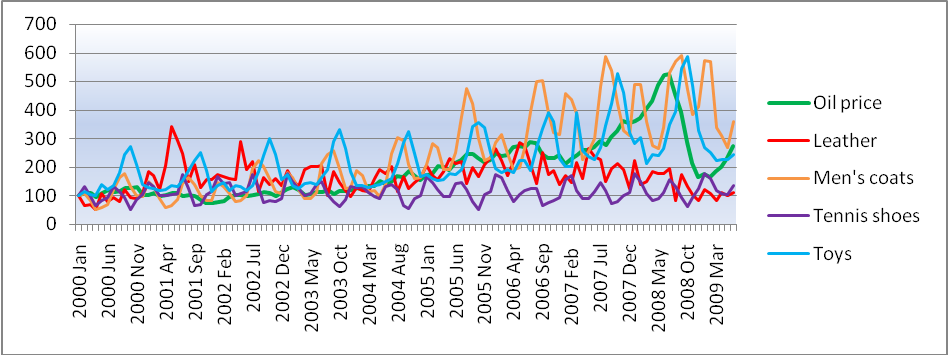 700
600
500
400
300
200
100
0
2000 Jan
2000 Jun
2000 Nov
2001 Apr
2001 Sep
2002 Feb
2002 Jul
2002 Dec
2003 May
2003 Oct
2004 Mar
2004 Aug
2005 Jan
2005 Jun
2005 Nov
2006 Apr
2006 Sep
2007 Feb
2007 Jul
2007 Dec
2008 May
2008 Oct
2009 Mar
Oil price
Leather
Men's coats
Tennis shoes
Toys